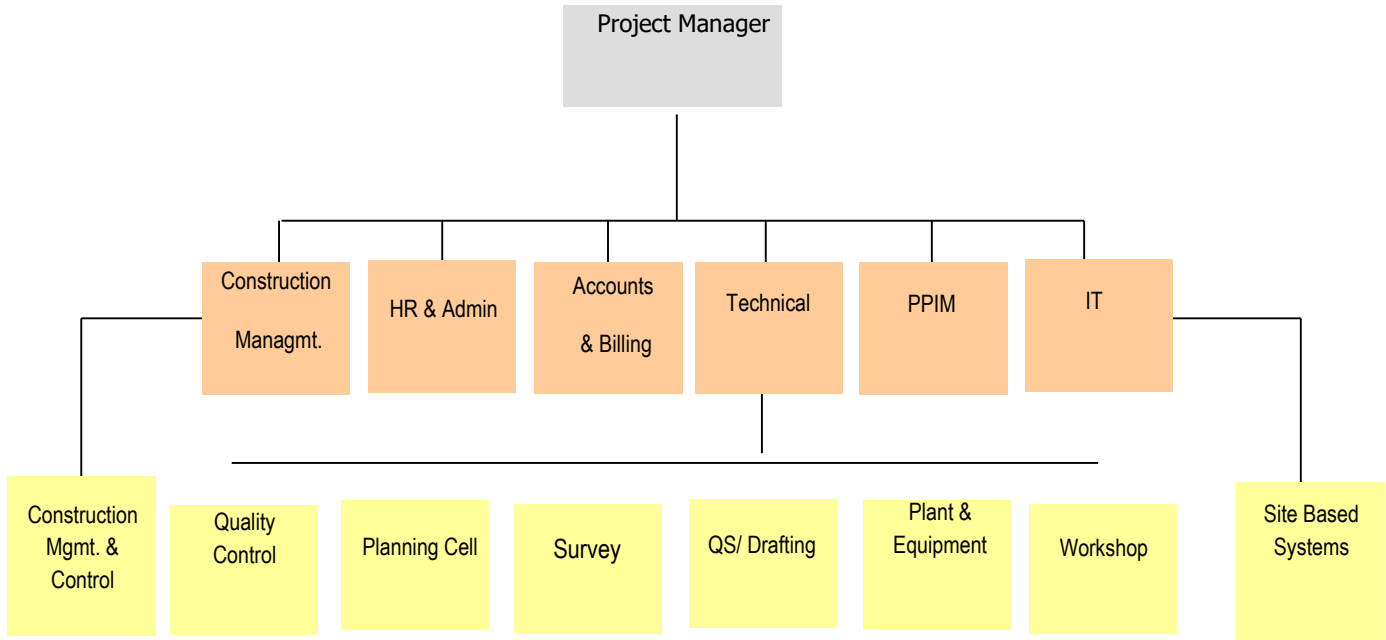 Project Manager
Construction
Managmt.
HR & Admin
Accounts
& Billing
Technical
PPIM
IT
Construction
Mgmt. &
Control
Quality
Control
Planning Cell
Survey
QS/ Drafting
Plant &
Equipment
Workshop
Site Based
Systems